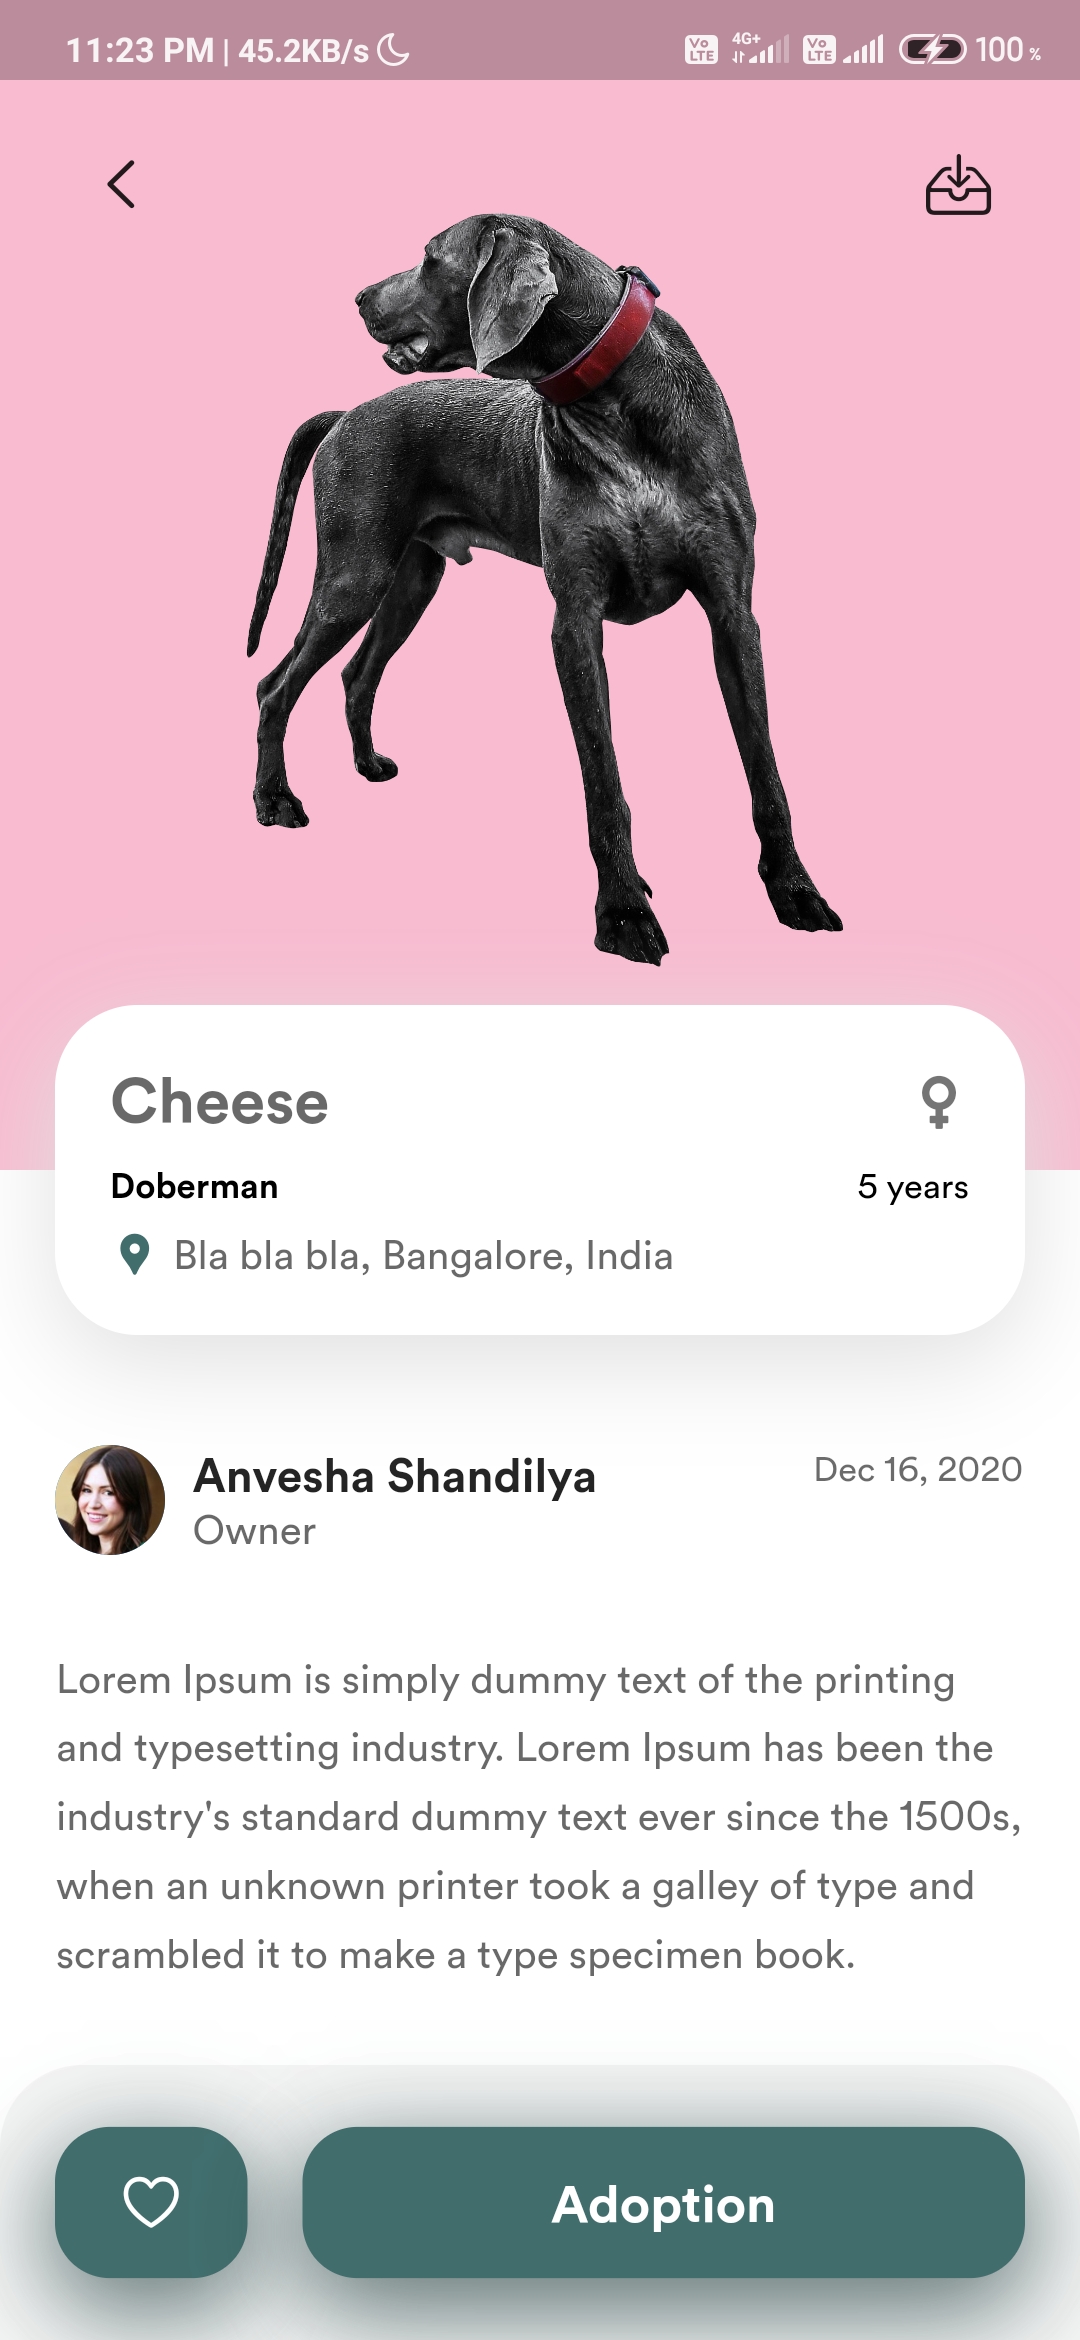 11:23 PM | 45.2KB/s Vo LTE 4G+ Vo LTE 100 %
Cheese
Doberman 5 years
Bla bla bla, Bangalore, India
Anvesha Shandilya Dec 16, 2020
Owner
Lorem Ipsum is simply dummy text of the printing
and typesetting industry. Lorem Ipsum has been the
industry's standard dummy text ever since the 1500s,
when an unknown printer took a galley of type and
scrambled it to make a type specimen book.
Adoption